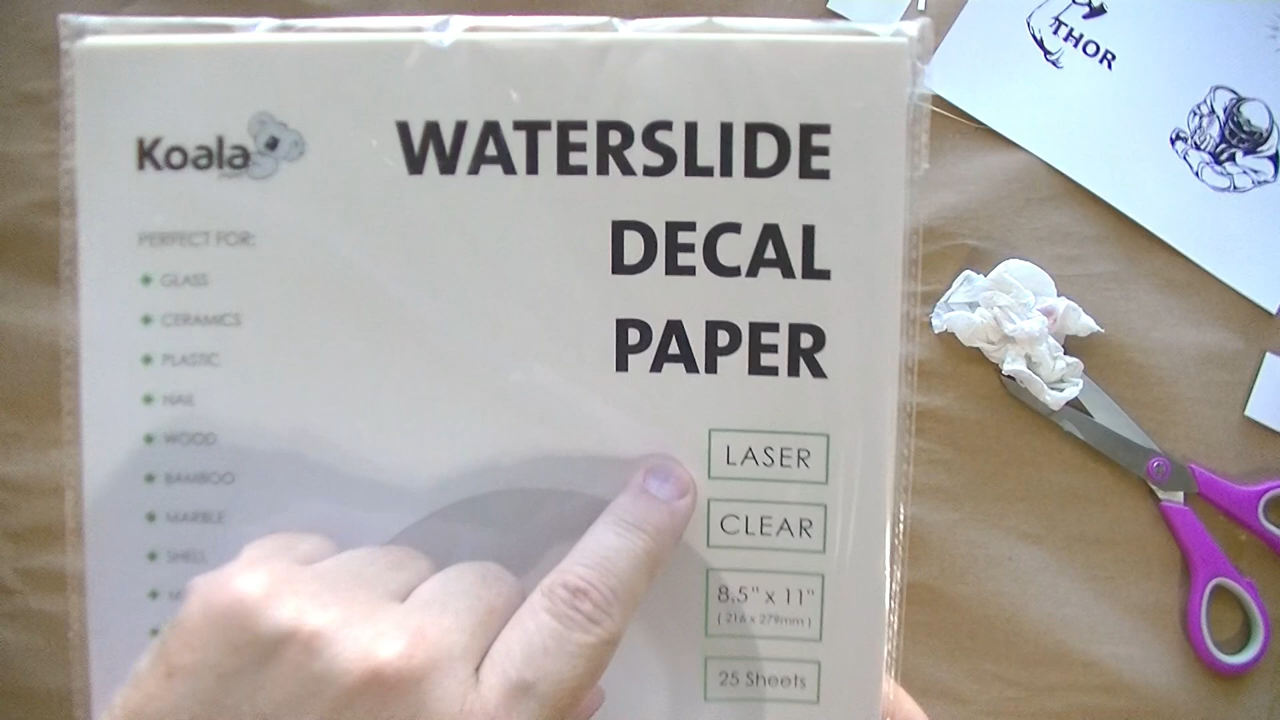 Koala
WATERSLIDE
DECAL
PAPER
PERFECT FOR:
GLASS
CERAMICS
PLASTIC
NAIL
WOOD
BAMBOO
MARBLE
SHELL
LASER
CLEAR
8.5" x 11"
( 216 x 279mm )
25 Sheets
THOR